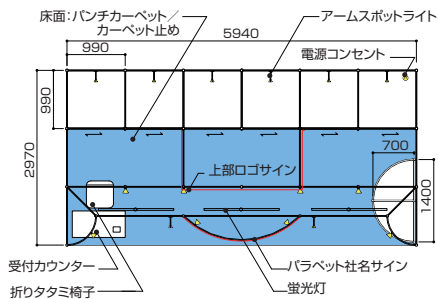 床面：パンチカーペット／
カーペット止め
5940
アームスポットライト
990
電源コンセント
990
2970
700
1400
上部ロゴサイン
受付カウンター
折りタタミ椅子
パラペット社名サイン
蛍光灯